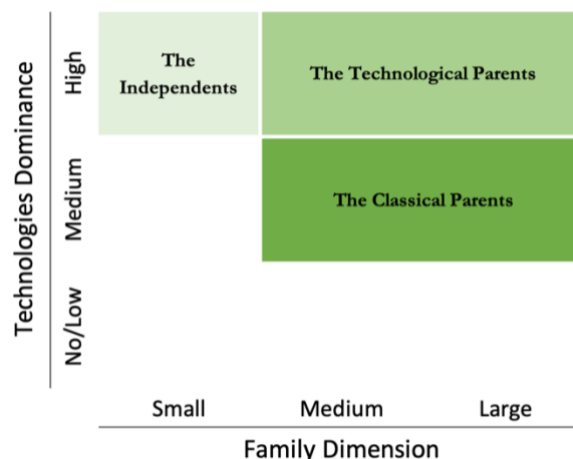 Technologies Dominance
High
Medium
No/Low
The
Independents
The Technological Parents
The Classical Parents
Small
Medium
Large
Family Dimension